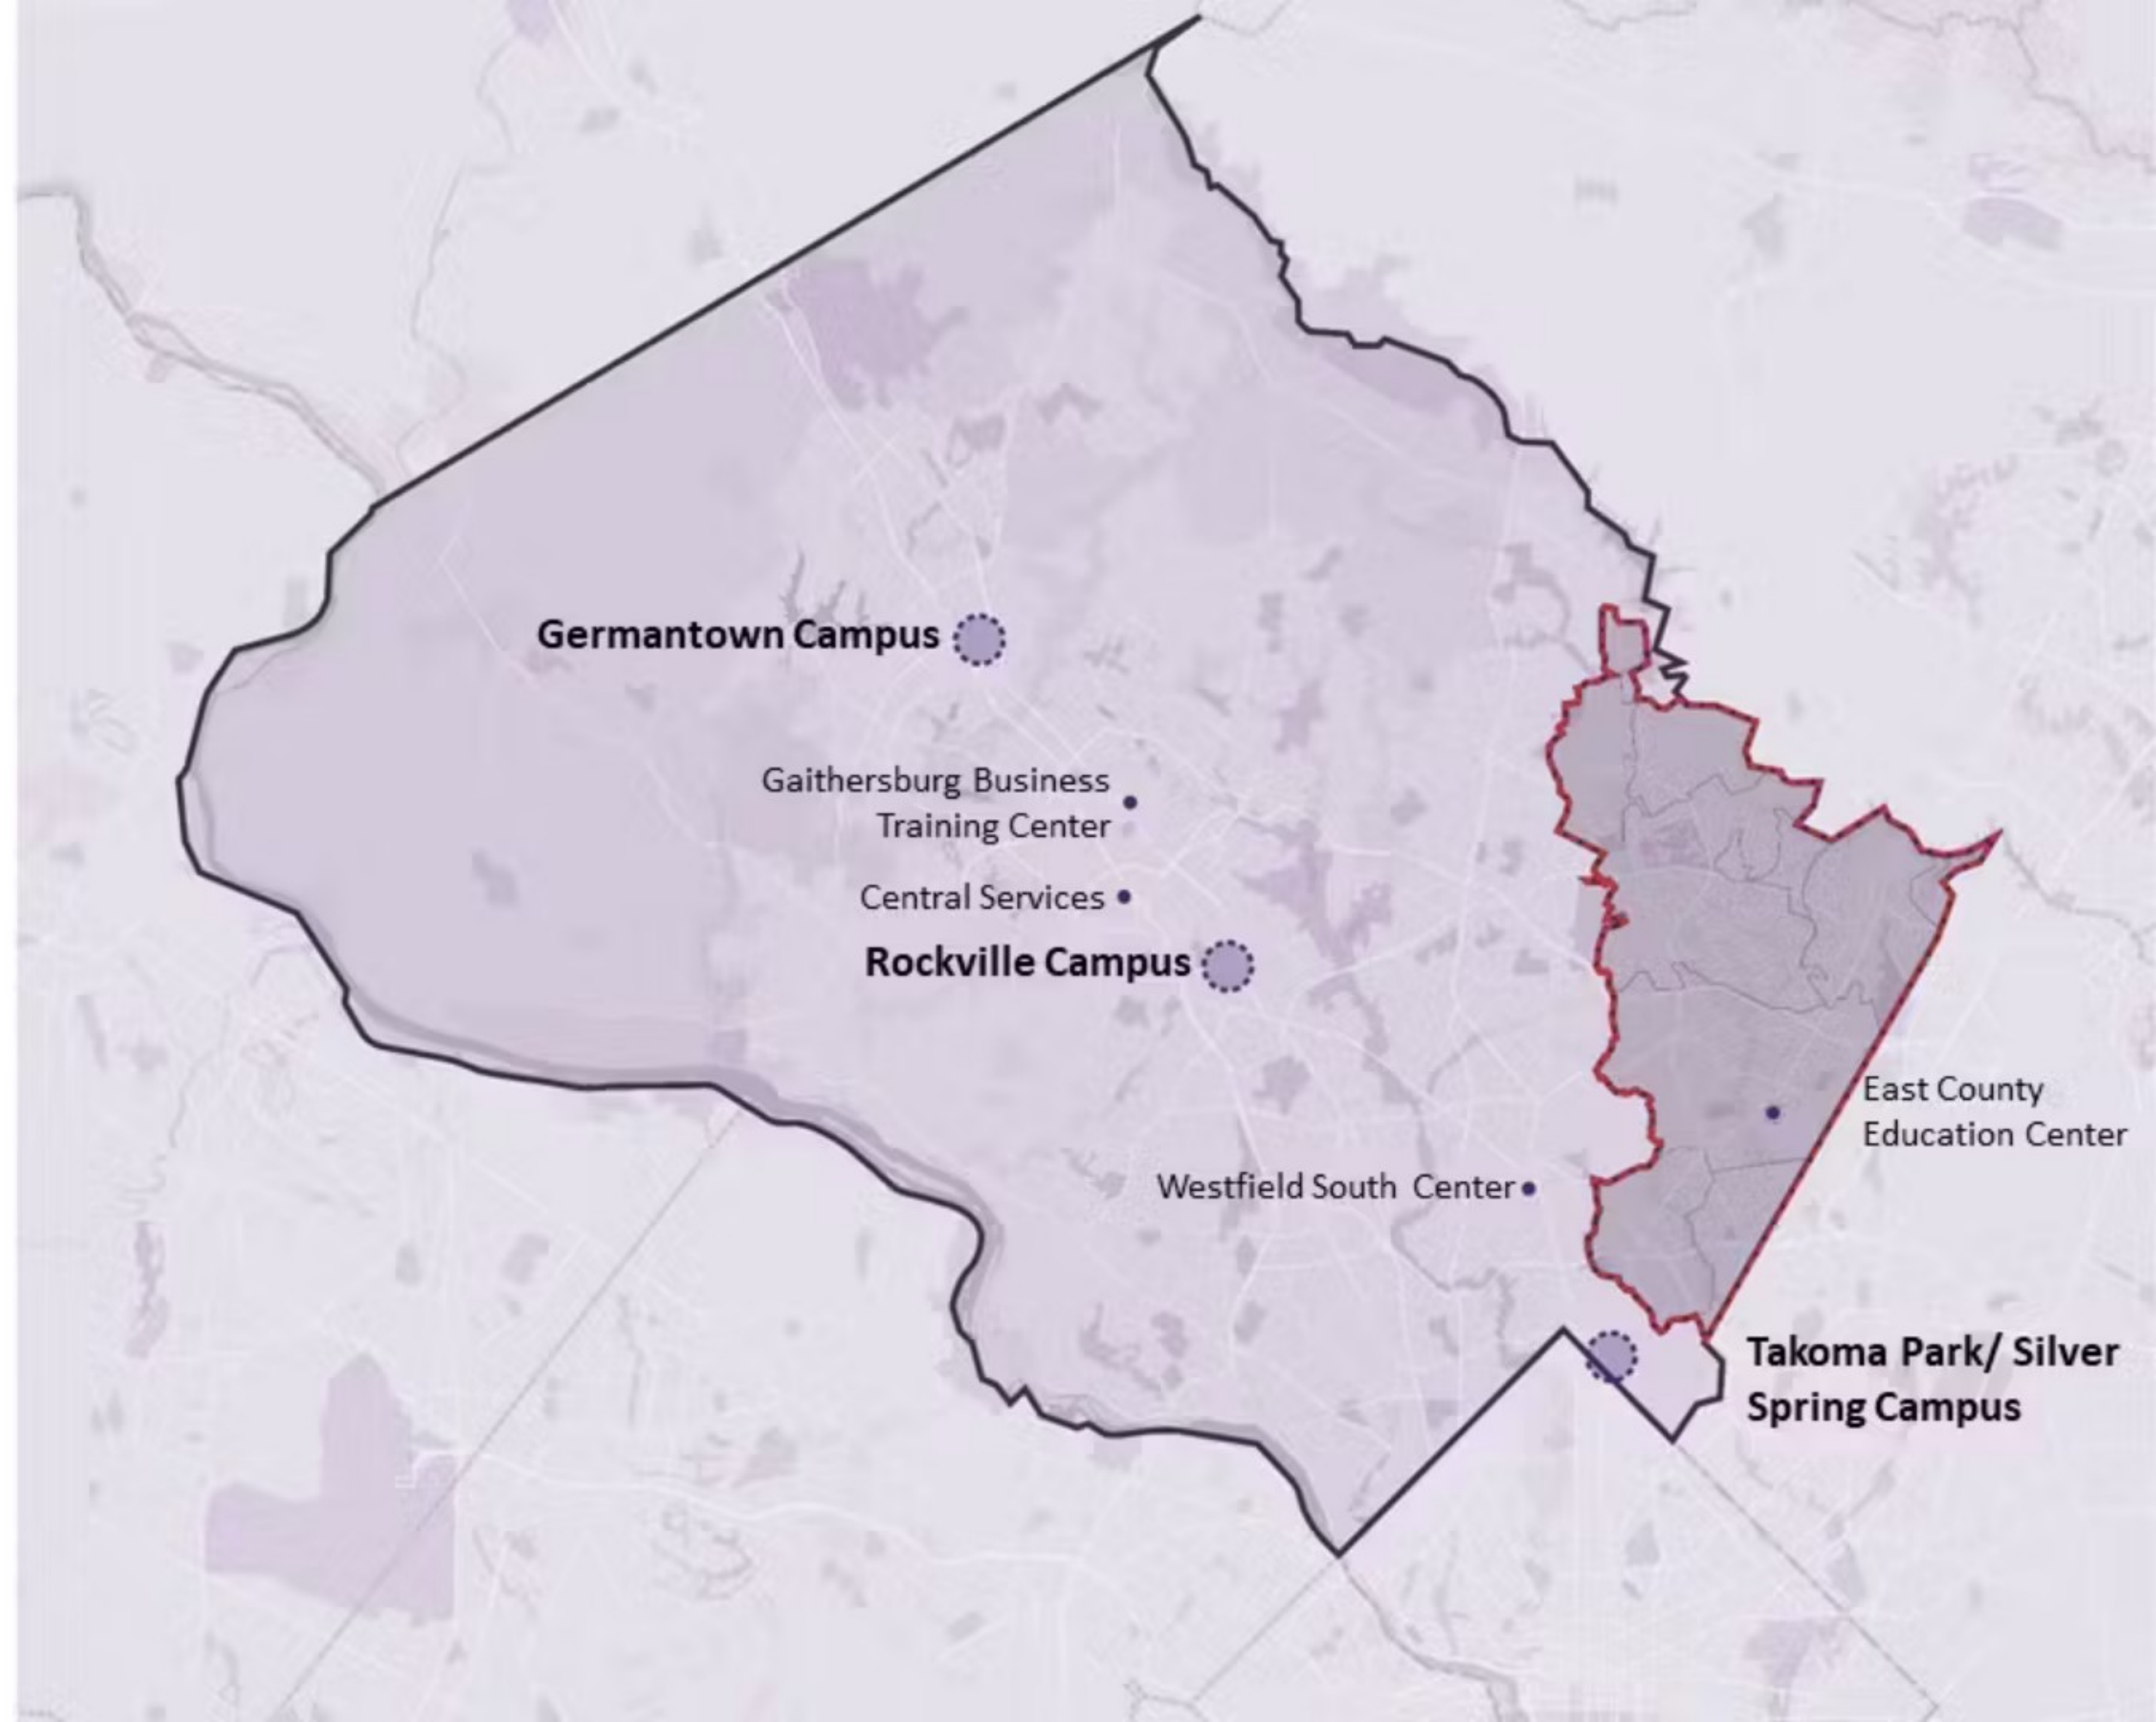 Germantown Campus
Gaithersburg Business
Training Center
Central Services
Rockville Campus
East County
Education Center
Westfield South Center
Takoma Park/ Silver
Spring Campus